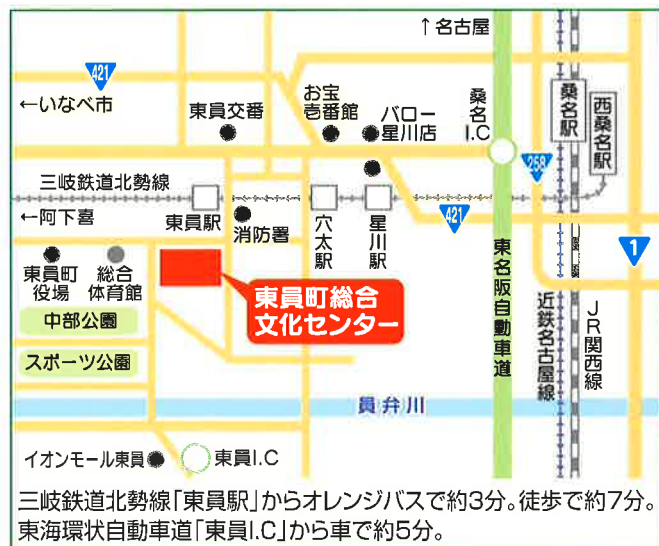 ↑名古屋
421
←いなべ市
東員交番
お宝
壱番館
バロー
星川店
桑名
I.C
桑名駅
西桑名駅
258
三岐鉄道北勢線
←阿下喜
東員駅
消防署
穴太駅
星川駅
421
1
東員町
役場
総合
体育館
東員町総合
文化センター
中部公園
スポーツ公園
東名阪自動車道
近鉄名古屋線
JR関西線
員弁川
イオンモール東員
東員I.C
三岐鉄道北勢線「東員駅」からオレンジバスで約3分。徒歩で約7分。
東海環状自動車道「東員I.C」から車で約5分。